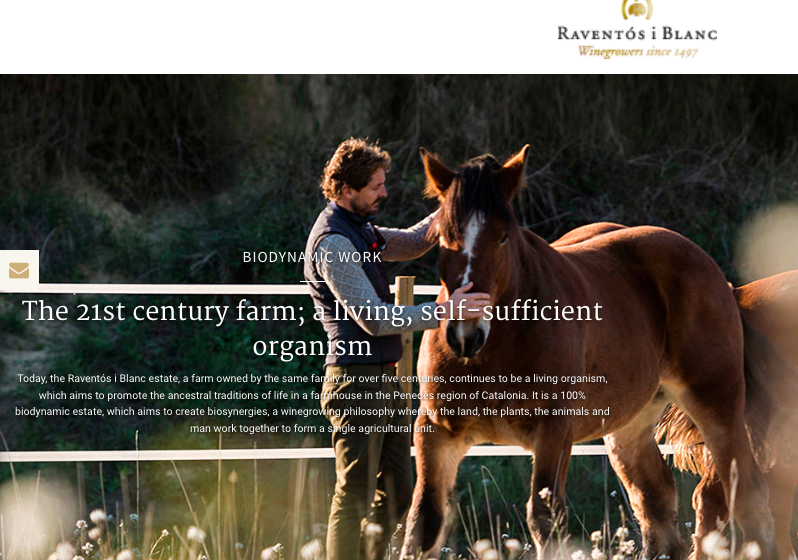 RAVENTÓS I BLANC
Winegrowers since 1497
BIODYNAMIC WORK
The 21st century farm; a living, self-sufficient
organism
Today, the Raventós i Blanc estate, a farm owned by the same family for over five centuries, continues to be a living organism,
which aims to promote the ancestral traditions of life in a farmhouse in the Penedès region of Catalonia. It is a 100%
biodynamic estate, which aims to create biosynergies, a winegrowing philosophy whereby the land, the plants, the animals and
man work together to form a single agricultural unit.